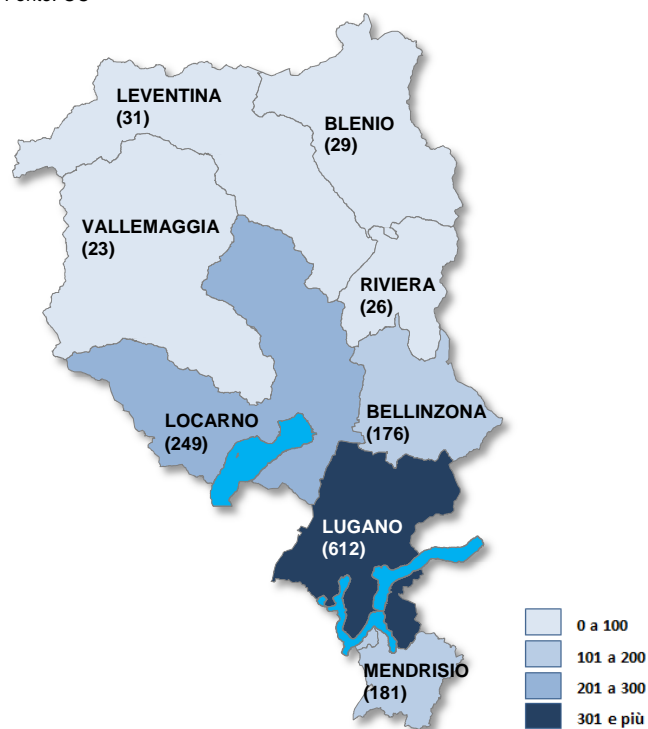 LEVENTINA
(31)
BLENIO
(29)
VALLEMAGGIA
(23)
RIVIERA
(26)
LOCARNO
(249)
BELLINZONA
(176)
LUGANO
(612)
MENDRISIO
(181)
0 a 100
101 a 200
201 a 300
301 e più